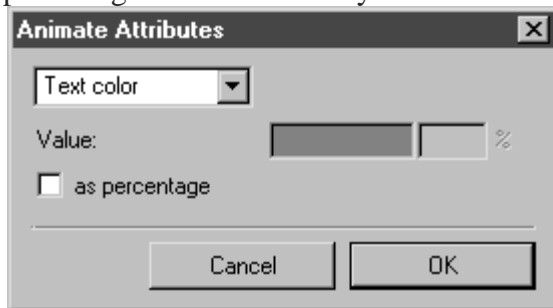 Animate Attributes
Text color
Value: %
as percentage
Cancel OK